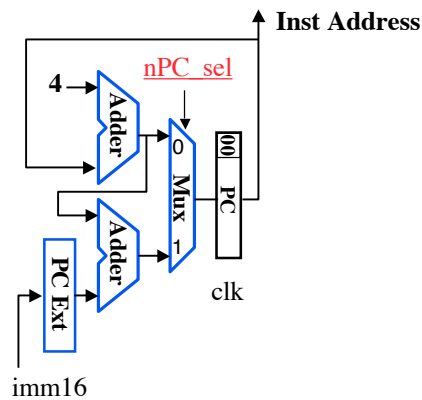 Inst Address
nPC_sel
4
Adder
0
00
Mux
PC
Adder
1
PC Ext
clk
imm16